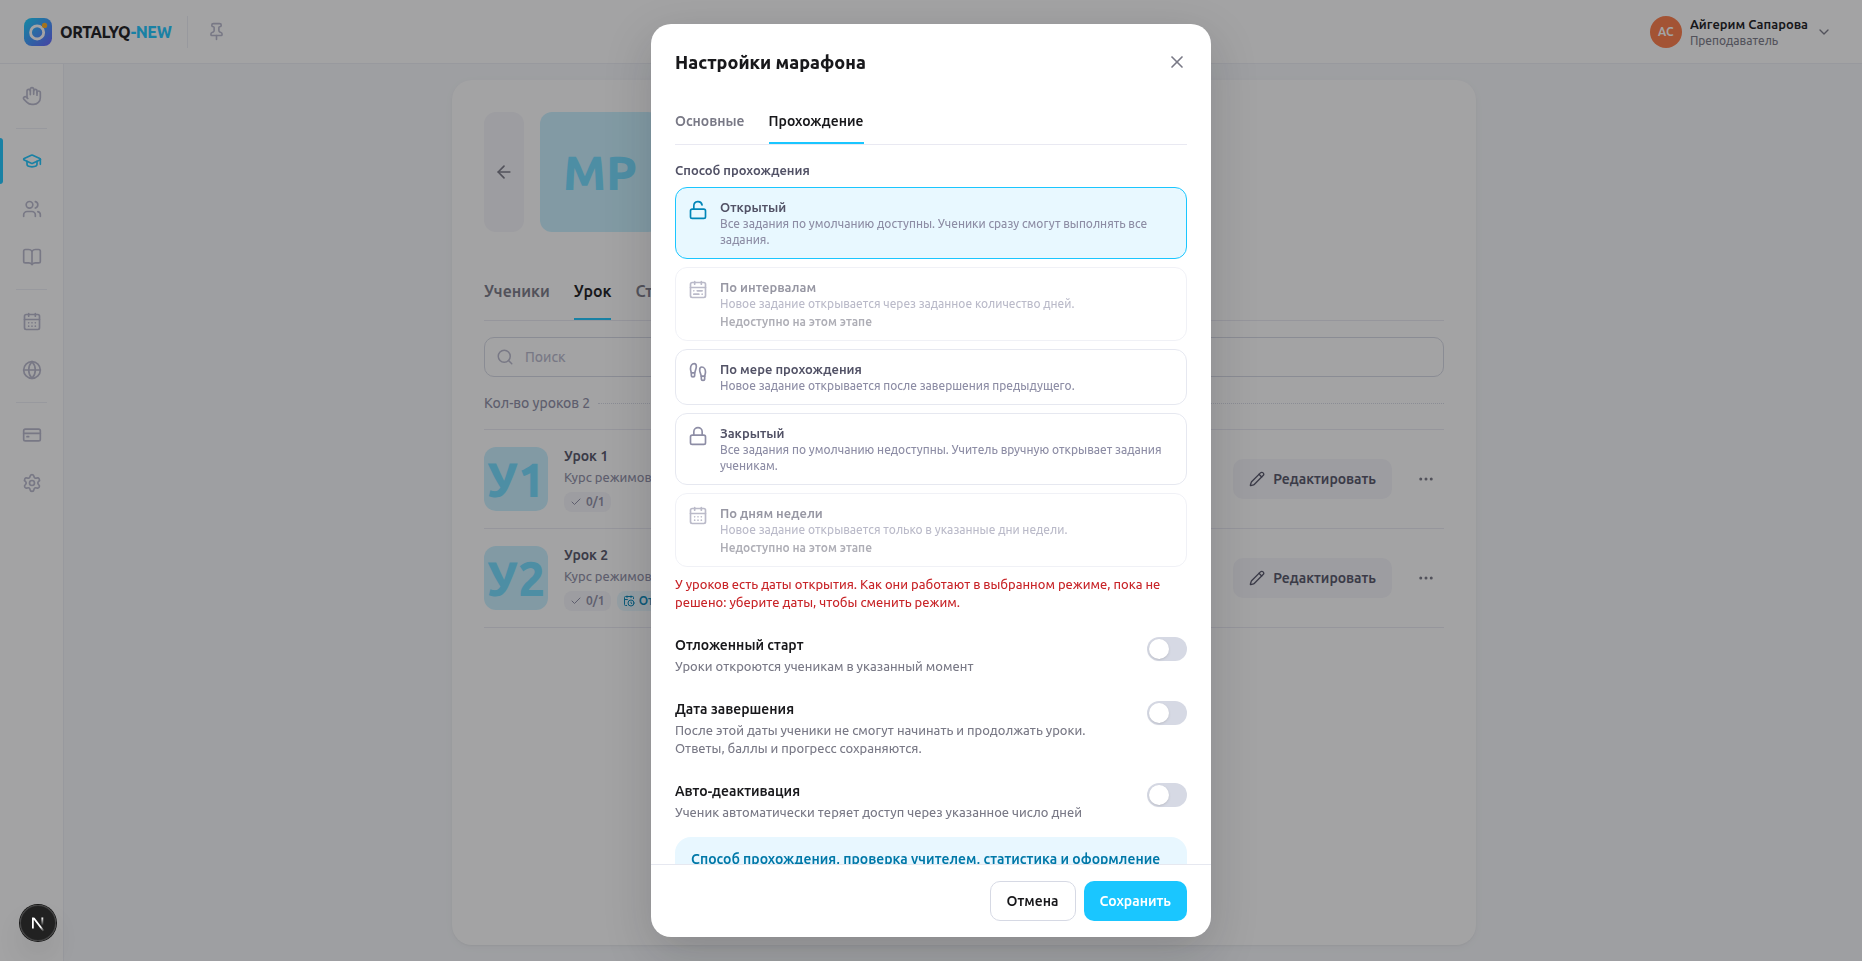 ORTALYQ-NEW
АС
Айгерим Сапарова
Преподаватель
Настройки марафона
Основные
Прохождение
Способ прохождения
Открытый
Все задания по умолчанию доступны. Ученики сразу смогут выполнять все
задания.
По интервалам
Новое задание открывается через заданное количество дней.
Недоступно на этом этапе
По мере прохождения
Новое задание открывается после завершения предыдущего.
Закрытый
Все задания по умолчанию недоступны. Учитель вручную открывает задания
ученикам.
По дням недели
Новое задание открывается только в указанные дни недели.
Недоступно на этом этапе
У уроков есть даты открытия. Как они работают в выбранном режиме, пока не
решено: уберите даты, чтобы сменить режим.
Отложенный старт
Уроки откроются ученикам в указанный момент
Дата завершения
После этой даты ученики не смогут начинать и продолжать уроки.
Ответы, баллы и прогресс сохраняются.
Авто-деактивация
Ученик автоматически теряет доступ через указанное число дней
Способ прохождения, проверка учителем, статистика и оформление
Отмена
Сохранить
МР
Ученики
Урок
Ст
Поиск
Кол-во уроков 2
У1
Урок 1
Курс режимов
0/1
Редактировать
У2
Урок 2
Курс режимов
0/1
От
Редактировать
N